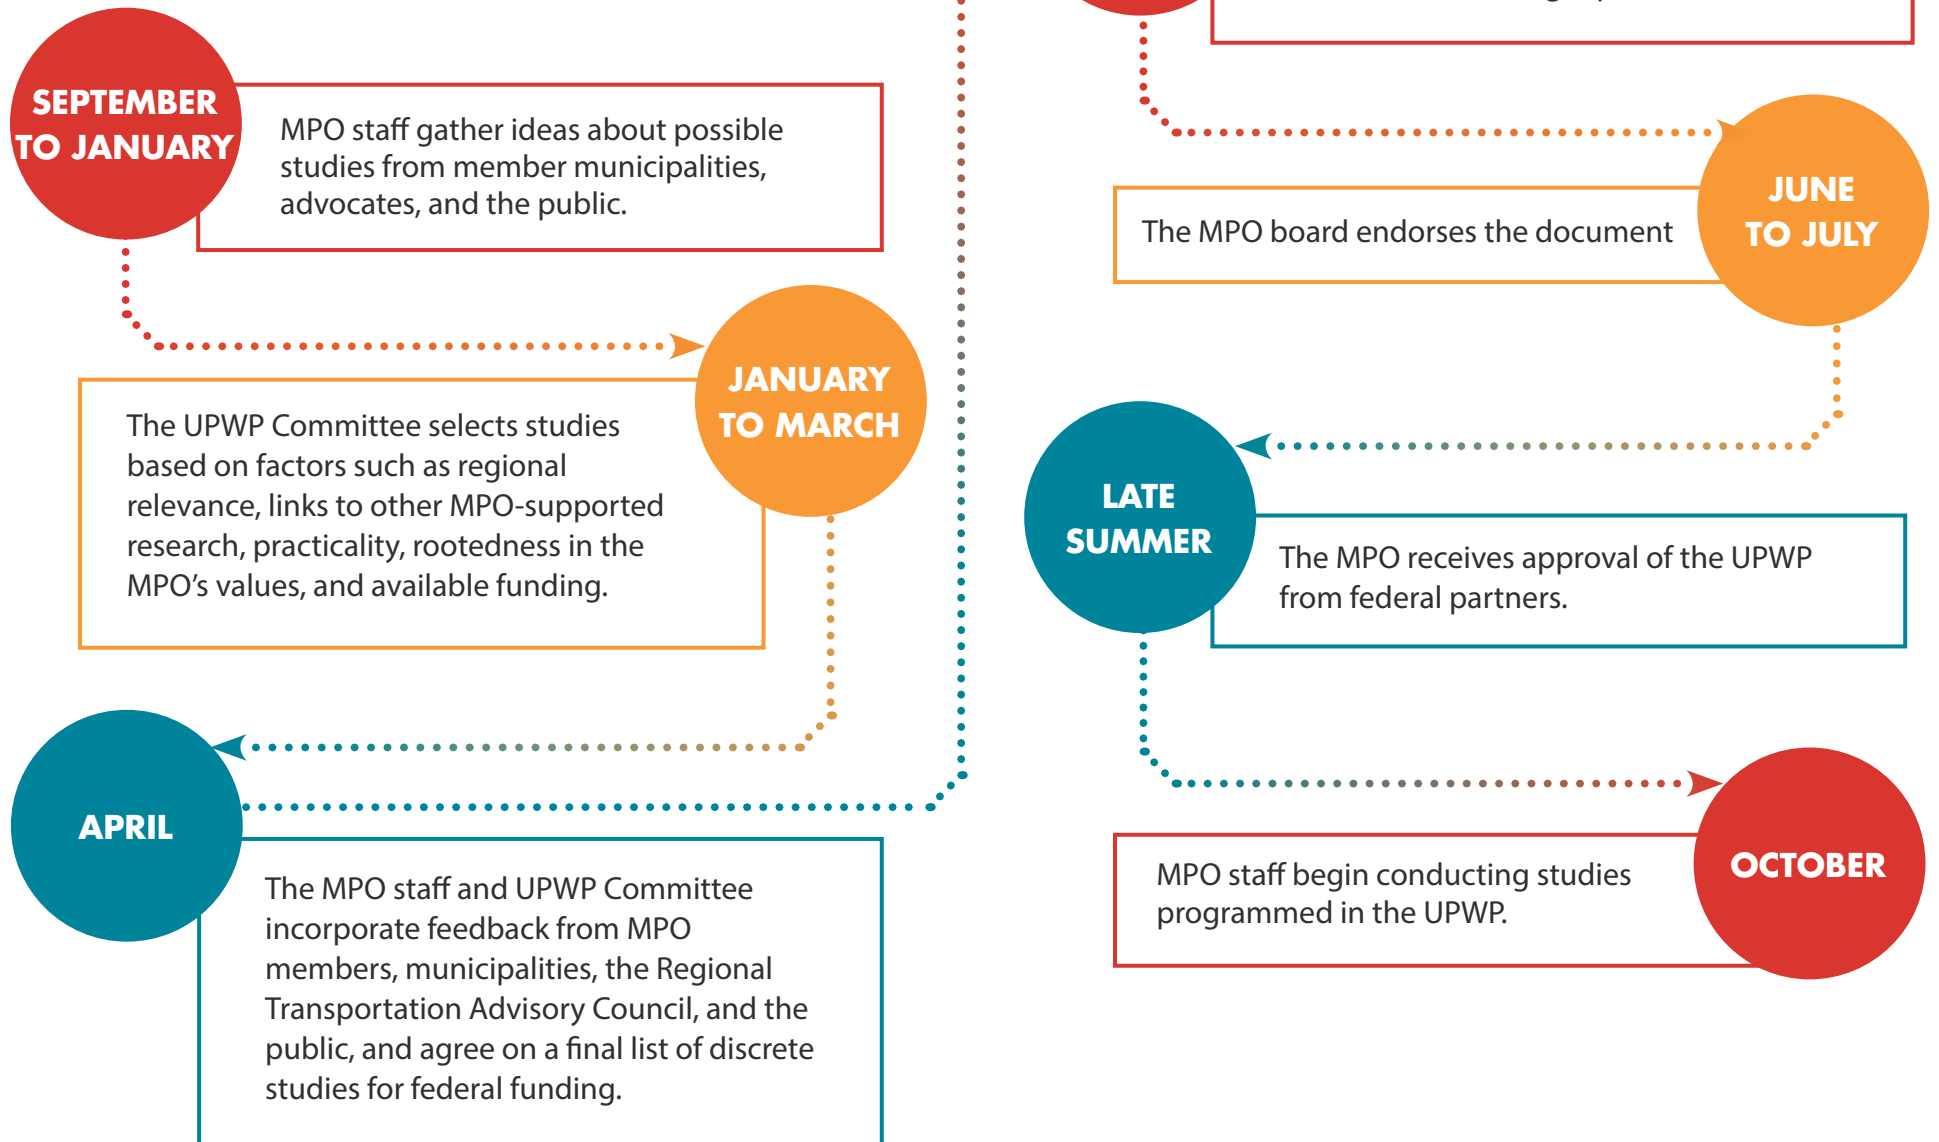 SEPTEMBER
TO JANUARY
MPO staff gather ideas about possible
studies from member municipalities,
advocates, and the public.
JANUARY
TO MARCH
The UPWP Committee selects studies
based on factors such as regional
relevance, links to other MPO-supported
research, practicality, rootedness in the
MPO’s values, and available funding.
APRIL
The MPO staff and UPWP Committee
incorporate feedback from MPO
members, municipalities, the Regional
Transportation Advisory Council, and the
public, and agree on a final list of discrete
studies for federal funding.
JUNE
TO JULY
The MPO board endorses the document
LATE
SUMMER
The MPO receives approval of the UPWP
from federal partners.
OCTOBER
MPO staff begin conducting studies
programmed in the UPWP.